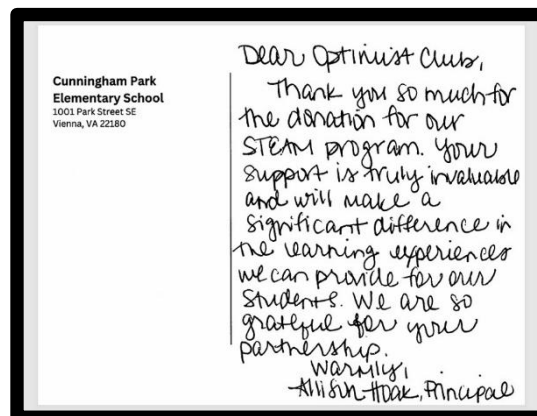 Cunningham Park
Elementary School
1001 Park Street SE
Vienna, VA 22180
Dear Optimist Club,
Thank you so much for
the donation for our
STEAM program. Your
support is truly invaluable
and will make a
significant difference in
the learning experiences
we can provide for our
students. We are so
grateful for your
partnership.
Warmly,
Allison Hoak, Principal